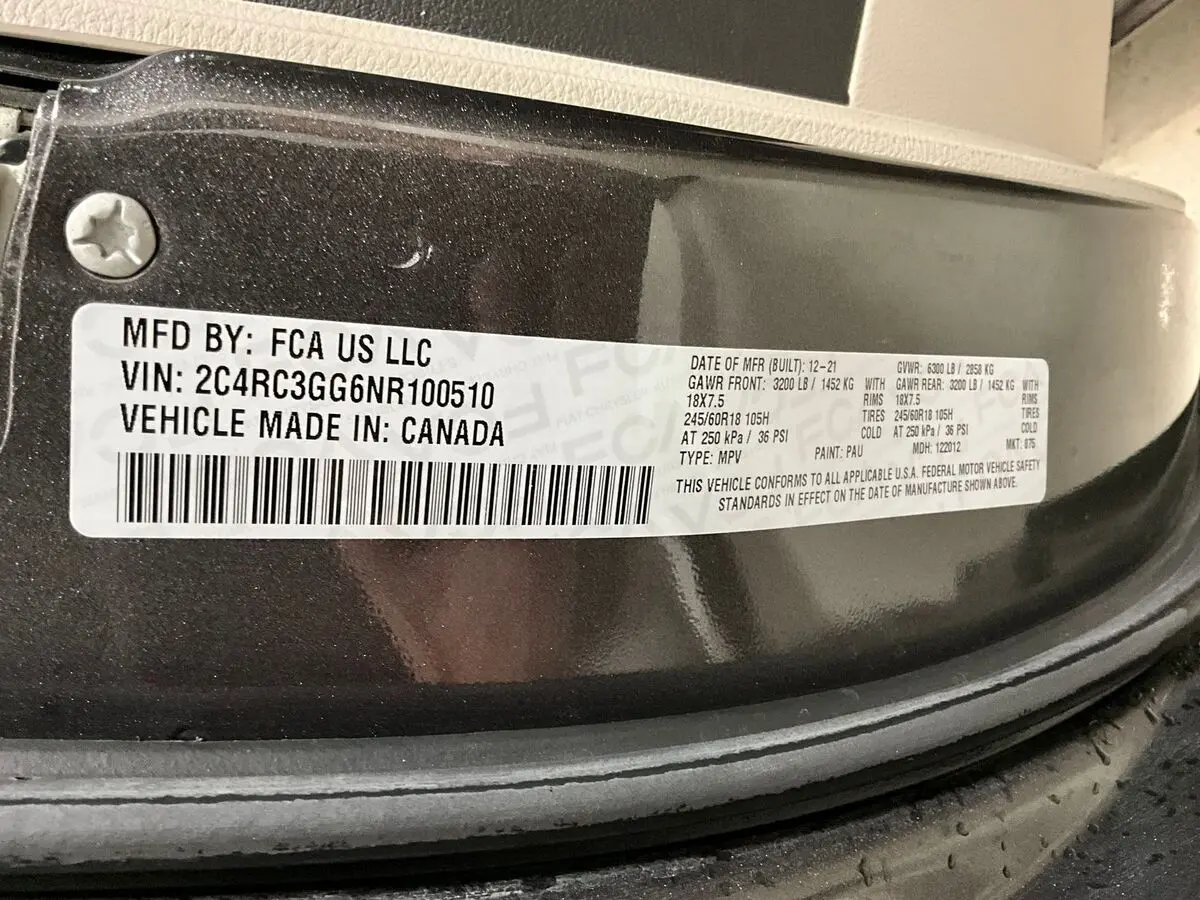 MFD BY: FCA US LLC
VIN: 2C4RC3GG6NR100510
VEHICLE MADE IN: CANADA
DATE OF MFR (BUILT): 12-21 GVWR: 6300 LB / 2858 KG
GAWR FRONT: 3200 LB / 1452 KG WITH GAWR REAR: 3200 LB / 1452 KG WITH
18X7.5 RIMS 18X7.5 RIMS
245/60R18 105H TIRES 245/60R18 105H TIRES
AT 250 kPa / 36 PSI COLD AT 250 kPa / 36 PSI COLD
TYPE: MPV PAINT: PAU MDH: 122012 MKT: 875
THIS VEHICLE CONFORMS TO ALL APPLICABLE U.S.A. FEDERAL MOTOR VEHICLE SAFETY
STANDARDS IN EFFECT ON THE DATE OF MANUFACTURE SHOWN ABOVE.